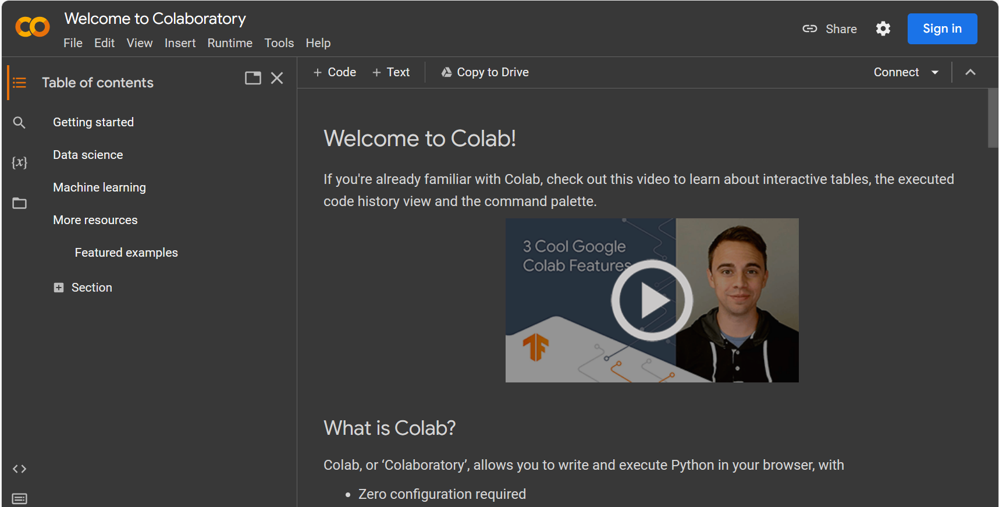 Welcome to Colaboratory
File Edit View Insert Runtime Tools Help
Share
Sign in
Table of contents
Getting started
Data science
{x}
Machine learning
More resources
Featured examples
Section
+ Code + Text
Copy to Drive
Connect
Welcome to Colab!
If you're already familiar with Colab, check out this video to learn about interactive tables, the executed
code history view and the command palette.
3 Cool Google
Colab Features
What is Colab?
Colab, or ‘Colaboratory’, allows you to write and execute Python in your browser, with
• Zero configuration required